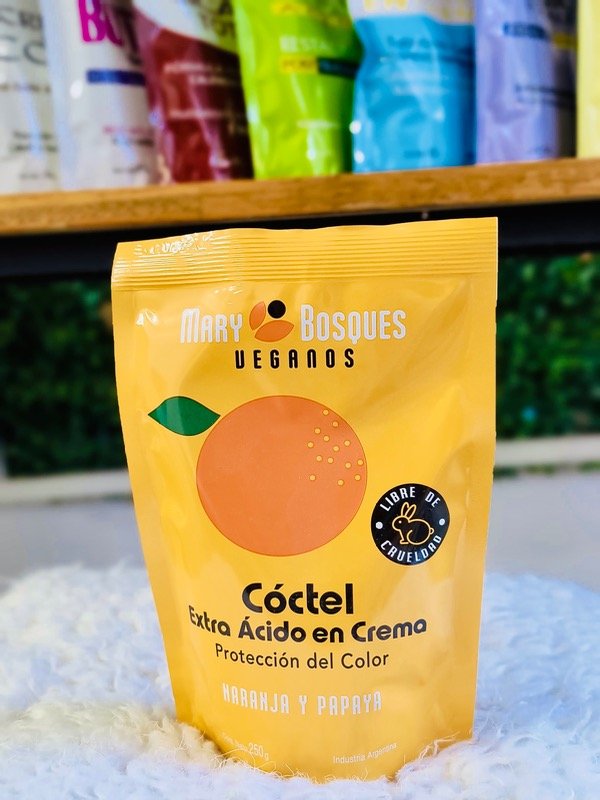 MARY BOSQUES
VEGANOS
LIBRE DE
CRUELDAD
Cóctel
Extra Ácido en Crema
Protección del Color
NARANJA Y PAPAYA
250g
Industria Argentina